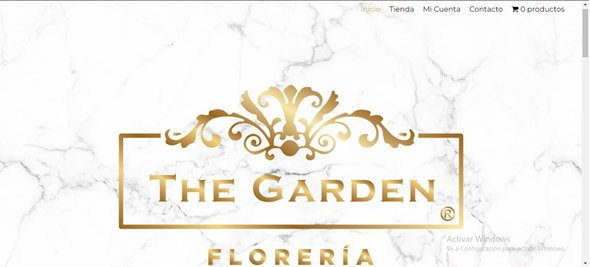 Inicio Tienda Mi Cuenta Contacto 0 productos
THE GARDEN
®
FLORERÍA
Activar Windows
Ve a Configuración para activar Windows.